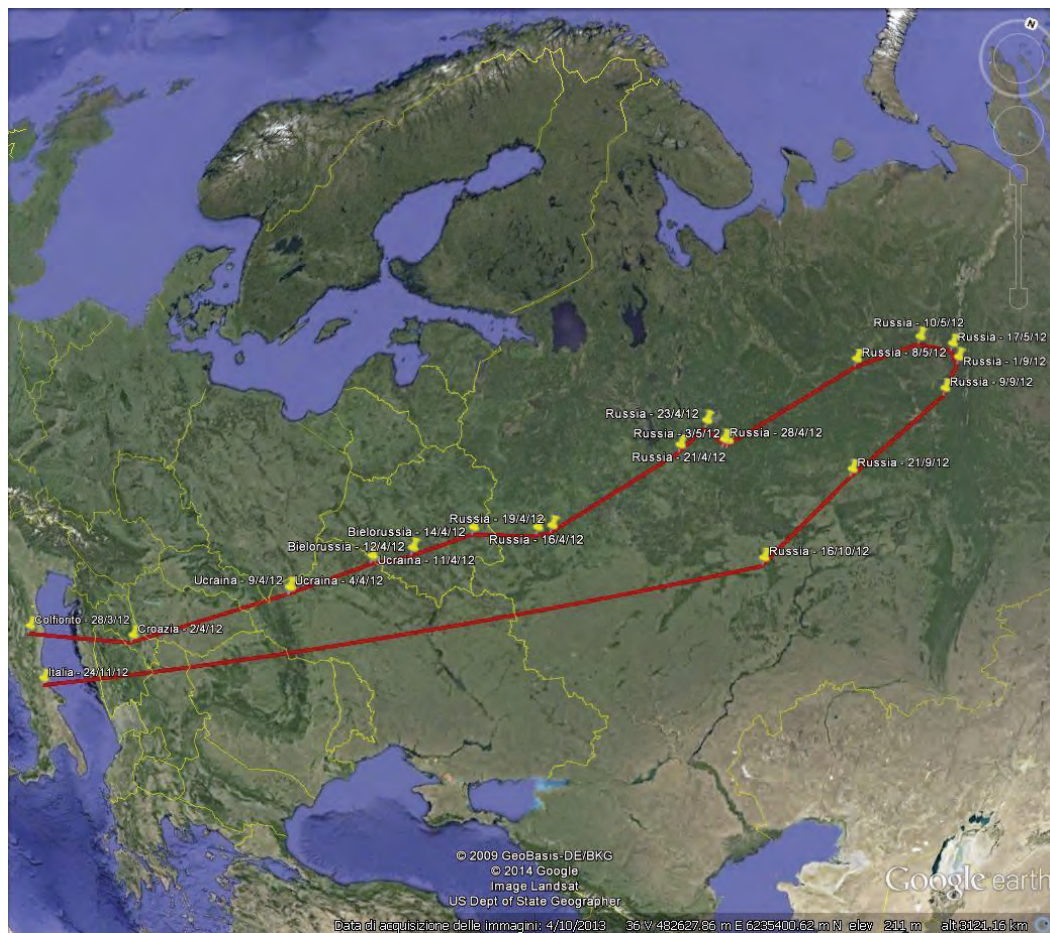 N
Russia - 10/5/12
Russia - 17/5/12
Russia - 8/5/12
Russia - 1/9/12
Russia - 9/9/12
Russia - 23/4/12
Russia - 3/5/12
Russia - 28/4/12
Russia - 21/4/12
Russia - 21/9/12
Russia - 19/4/12
Bielorussia - 14/4/12
Russia - 16/4/12
Bielorussia - 12/4/12
Russia - 16/10/12
Ucraina - 11/4/12
Ucraina - 9/4/12
Ucraina - 4/4/12
Colfiorito - 28/3/12
Croazia - 2/4/12
Italia - 24/11/12
© 2009 GeoBasis-DE/BKG
© 2014 Google
Image Landsat
US Dept of State Geographer
Google earth
Data di acquisizione delle immagini: 4/10/2013 36 V 482627.86 m E 6235400.62 m N elev 211 m alt 3121.16 km